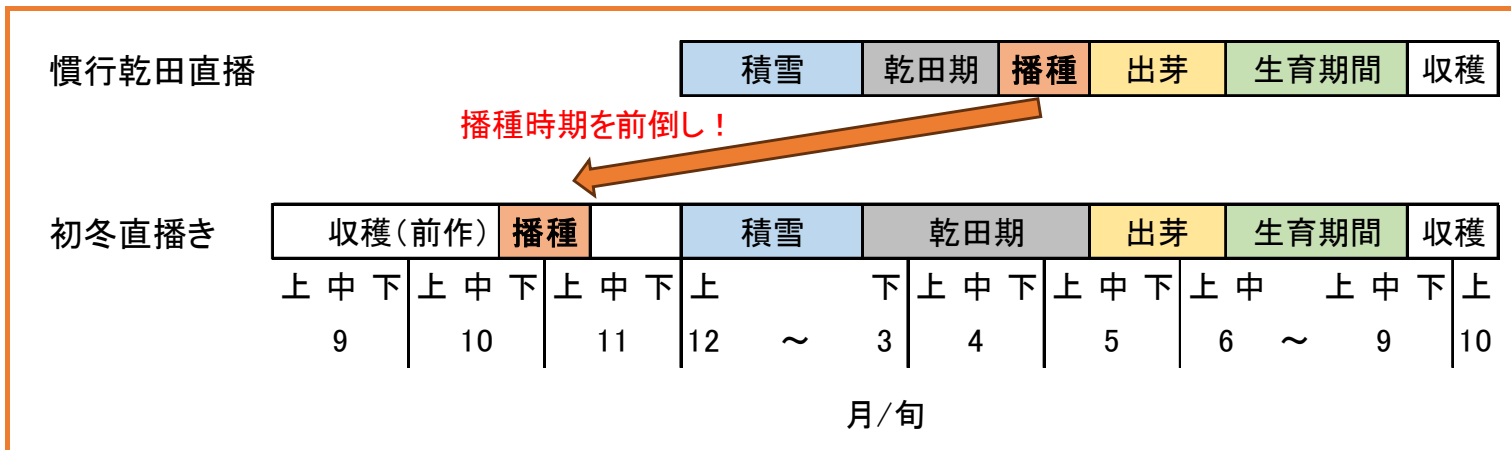 慣行乾田直播 積雪 乾田期 播種 出芽 生育期間 収穫
播種時期を前倒し！
初冬直播き 収穫(前作) 播種 積雪 乾田期 出芽 生育期間 収穫
上 中 下 上 中 下 上 中 下 上 下 上 中 下 上 中 下 上 中 上 中 下 上
9 10 11 12 ～ 3 4 5 6 ～ 9 10
月/旬